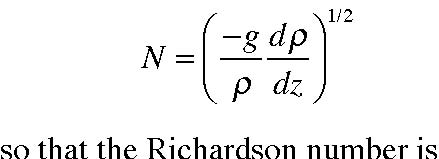 N = ( -g/ρ dρ/dz )^1/2
so that the Richardson number is